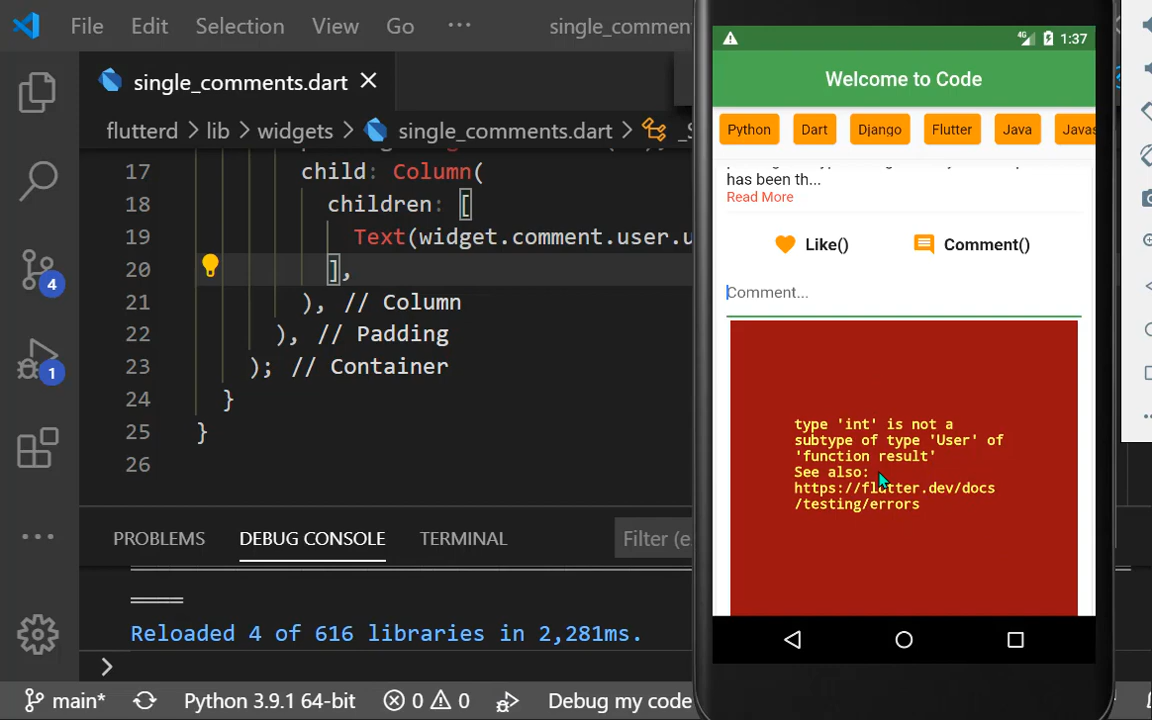 File Edit Selection View Go ··· single_commen
single_comments.dart
flutterd > lib > widgets > single_comments.dart >
17 child: Column(
18 children: [
19 Text(widget.comment.user.u
20 ],
21 ), // Column
22 ), // Padding
23 ); // Container
24 }
25 }
26
4
1
PROBLEMS DEBUG CONSOLE TERMINAL Filter (e
Reloaded 4 of 616 libraries in 2,281ms.
>
main* Python 3.9.1 64-bit 0 0 Debug my code
4G 1:37
Welcome to Code
Python Dart Django Flutter Java Javas
has been th...
Read More
Like() Comment()
Comment...
type 'int' is not a
subtype of type 'User' of
'function result'
See also:
https://flutter.dev/docs
/testing/errors